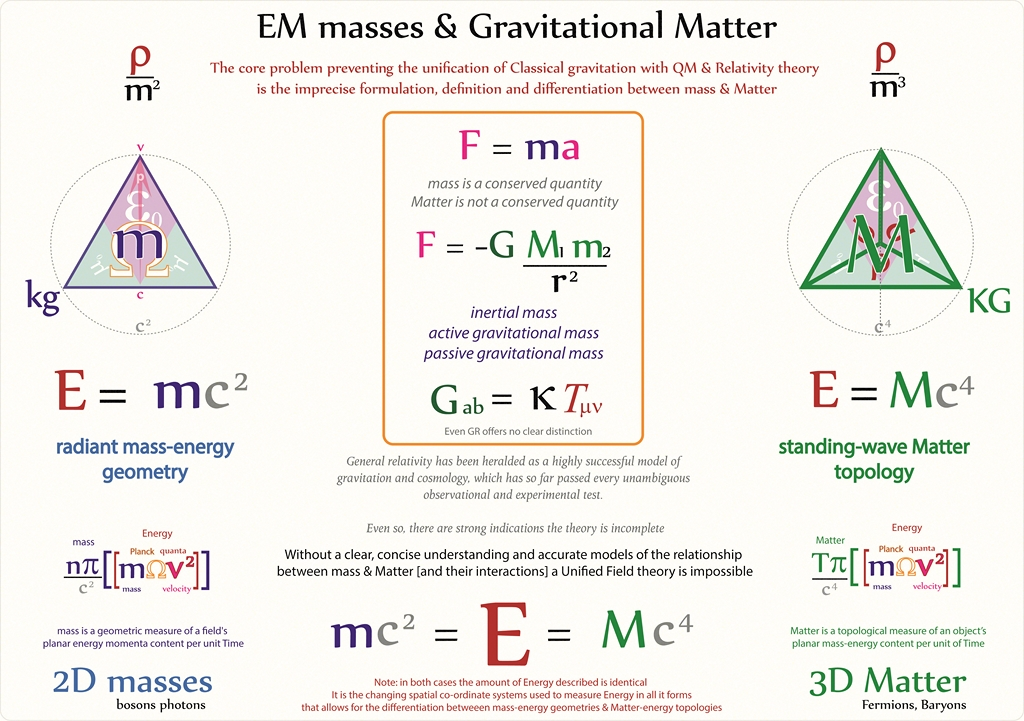 EM masses & Gravitational Matter
The core problem preventing the unification of Classical gravitation with QM & Relativity theory
is the imprecise formulation, definition and differentiation between mass & Matter
ρ
m²
v
ρ
ε₀
m
Ω
kg
c
c²
E = mc²
radiant mass-energy
geometry
mass
Energy
Planck quanta
nπ
c²
[[mΩv²]]
mass
velocity
mass is a geometric measure of a field's
planar energy momenta content per unit Time
2D masses
bosons photons
F = ma
mass is a conserved quantity
Matter is not a conserved quantity
F = -G M₁ m₂
r²
inertial mass
active gravitational mass
passive gravitational mass
G ab = κ Tμν
Even GR offers no clear distinction
General relativity has been heralded as a highly successful model of
gravitation and cosmology, which has so far passed every unambiguous
observational and experimental test.
Even so, there are strong indications the theory is incomplete
Without a clear, concise understanding and accurate models of the relationship
between mass & Matter [and their interactions] a Unified Field theory is impossible
mc² = E = Mc⁴
Note: in both cases the amount of Energy described is identical
It is the changing spatial co-ordinate systems used to measure Energy in all it forms
that allows for the differentiation betweeen mass-energy geometries & Matter-energy topologies
ρ
m³
ε₀
M
KG
c⁴
E = Mc⁴
standing-wave Matter
topology
Matter
Energy
Planck quanta
Tπ
c⁴
[[mΩv²]]
mass
velocity
Matter is a topological measure of an object's
planar mass-energy content per unit of Time
3D Matter
Fermions, Baryons